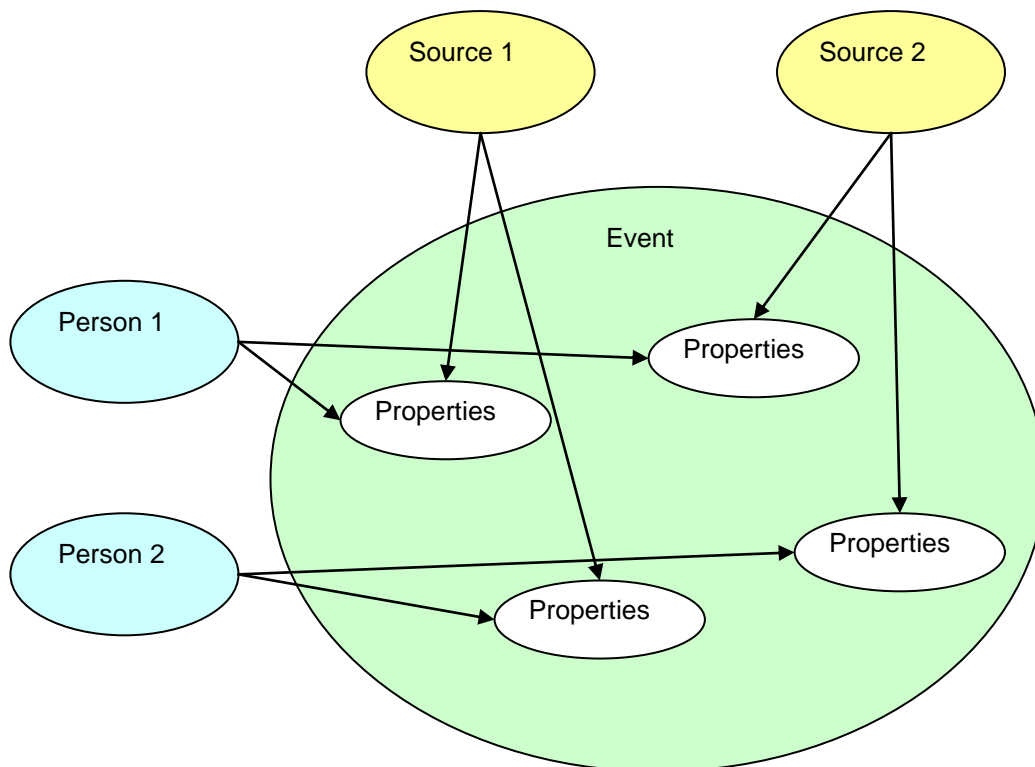 Source 1
Source 2
Event
Person 1
Properties
Properties
Person 2
Properties
Properties